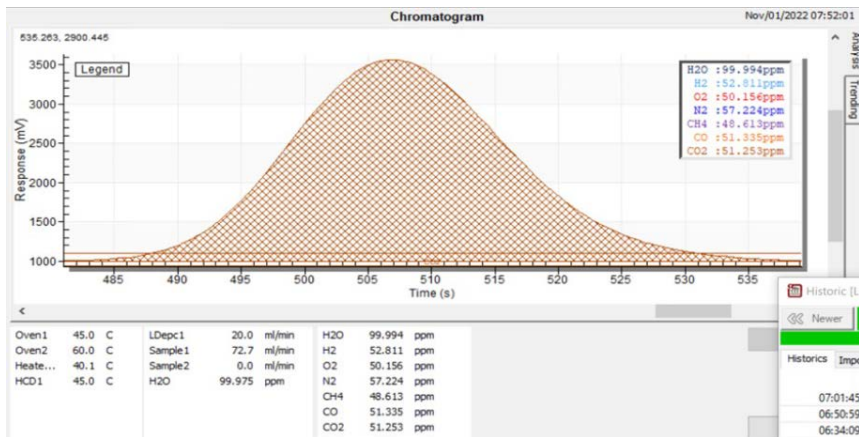 Chromatogram
Nov/01/2022 07:52:01
535.263, 2900.445
Legend
H2O :99.994ppm
H2 :52.811ppm
O2 :50.156ppm
N2 :57.224ppm
CH4 :48.613ppm
CO :51.335ppm
CO2 :51.253ppm
Analysis
Trending
Response (mV)
3500
3000
2500
2000
1500
1000
485 490 495 500 505 510 515 520 525 530 535
Time (s)
Historic (L
Newer
Historics Impo
07:01:45
06:50:59
06:34:09
Oven1 45.0 C
Oven2 60.0 C
Heate... 40.1 C
HCD1 45.0 C
LDepc1 20.0 ml/min
Sample1 72.7 ml/min
Sample2 0.0 ml/min
H2O 99.975 ppm
H2O 99.994 ppm
H2 52.811 ppm
O2 50.156 ppm
N2 57.224 ppm
CH4 48.613 ppm
CO 51.335 ppm
CO2 51.253 ppm